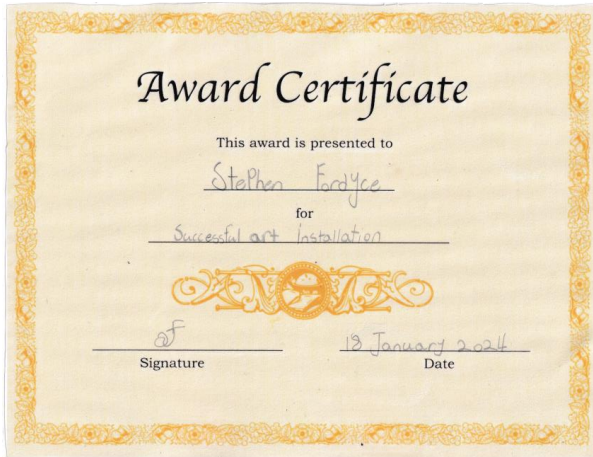 Award Certificate
This award is presented to
Stephen Fordyce
for
Successful art Installation
18 January 2024
Signature
Date